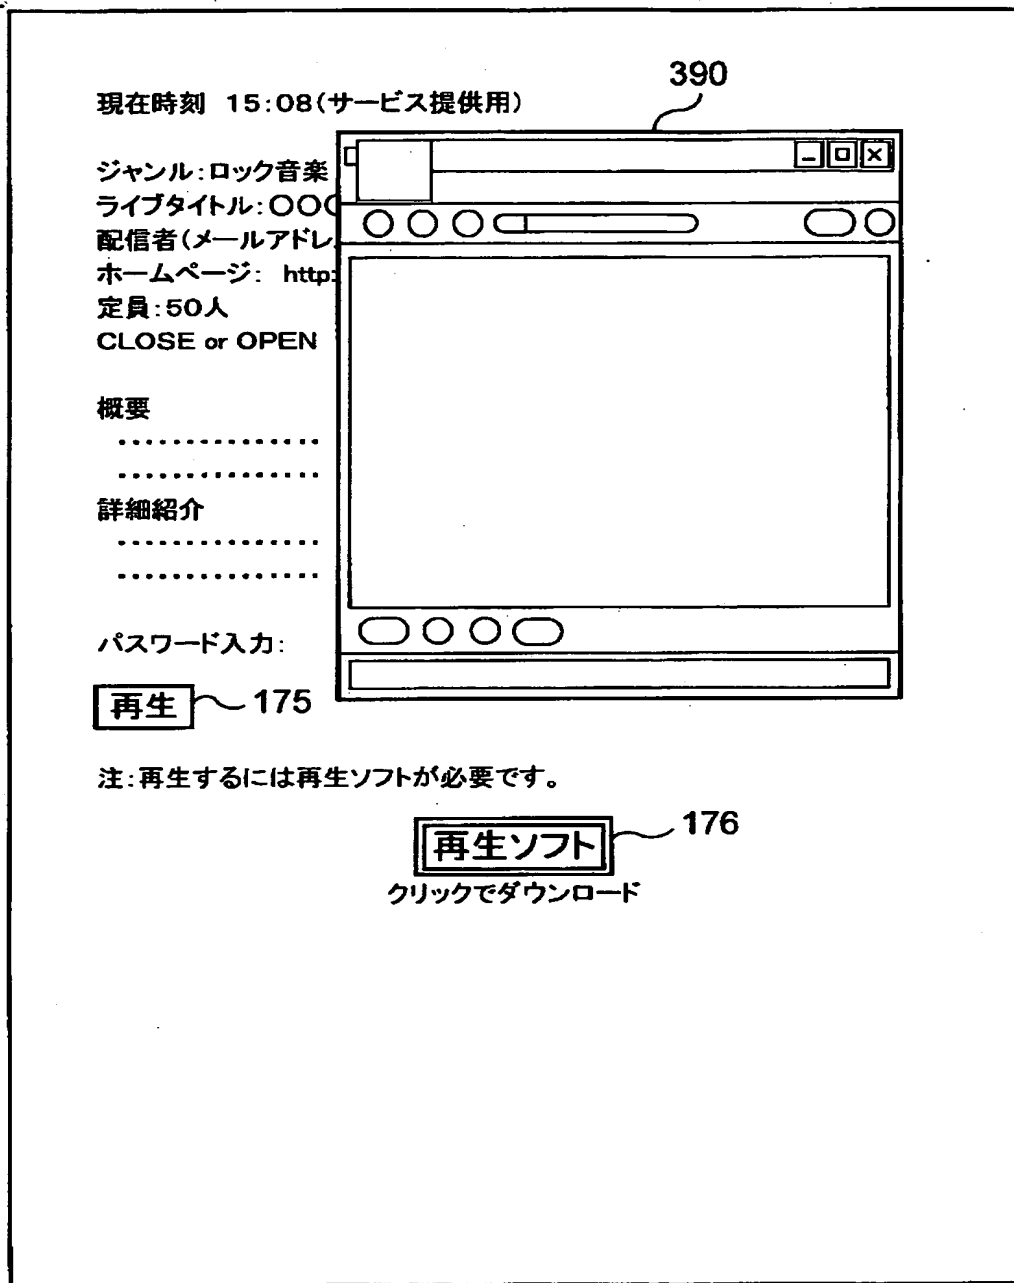 390
現在時刻 15:08(サービス提供用)
ジャンル:ロック音楽
ライブタイトル:〇〇〇
配信者(メールアドレ
ホームページ: http:
定員:50人
CLOSE or OPEN
概要
・・・・・・・・・・・・・・・
・・・・・・・・・・・・・・・
詳細紹介
・・・・・・・・・・・・・・・
・・・・・・・・・・・・・・・
パスワード入力:
再生 175
注:再生するには再生ソフトが必要です。
再生ソフト 176
クリックでダウンロード